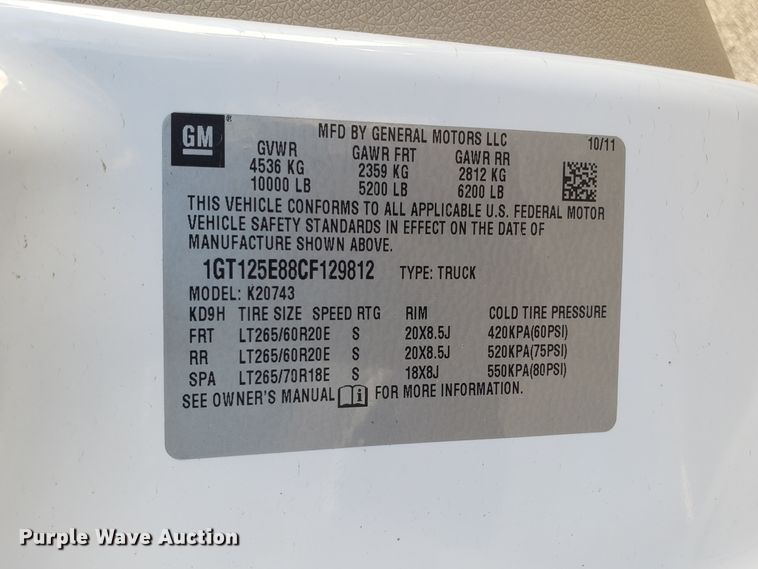 GM ®
MFD BY GENERAL MOTORS LLC 10/11
GVWR GAWR FRT GAWR RR
4536 KG 2359 KG 2812 KG
10000 LB 5200 LB 6200 LB
THIS VEHICLE CONFORMS TO ALL APPLICABLE U.S. FEDERAL MOTOR
VEHICLE SAFETY STANDARDS IN EFFECT ON THE DATE OF
MANUFACTURE SHOWN ABOVE.
1GT125E88CF129812 TYPE: TRUCK
MODEL: K20743
KD9H TIRE SIZE SPEED RTG RIM COLD TIRE PRESSURE
FRT LT265/60R20E S 20X8.5J 420KPA(60PSI)
RR LT265/60R20E S 20X8.5J 520KPA(75PSI)
SPA LT265/70R18E S 18X8J 550KPA(80PSI)
SEE OWNER'S MANUAL FOR MORE INFORMATION.
Purple Wave Auction